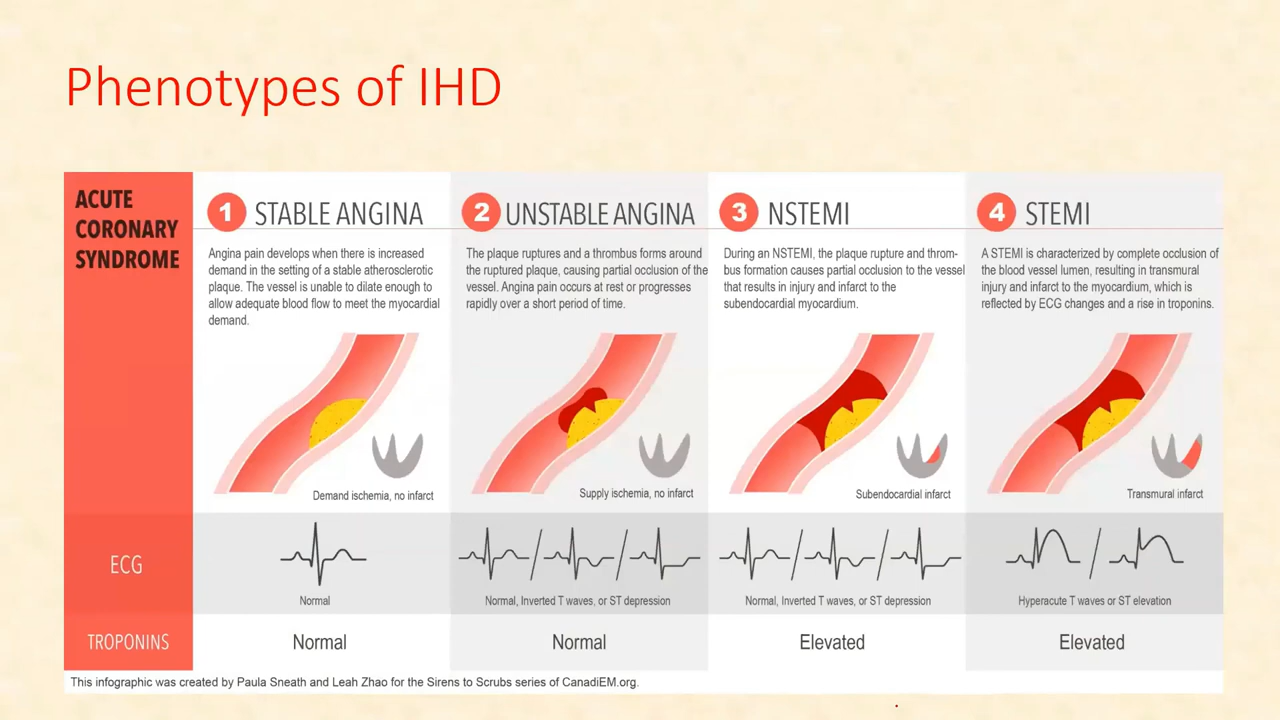 Phenotypes of IHD
ACUTE
CORONARY
SYNDROME
1 STABLE ANGINA
Angina pain develops when there is increased
demand in the setting of a stable atherosclerotic
plaque. The vessel is unable to dilate enough to
allow adequate blood flow to meet the myocardial
demand.
Demand ischemia, no infarct
2 UNSTABLE ANGINA
The plaque ruptures and a thrombus forms around
the ruptured plaque, causing partial occlusion of the
vessel. Angina pain occurs at rest or progresses
rapidly over a short period of time.
Supply ischemia, no infarct
3 NSTEMI
During an NSTEMI, the plaque rupture and throm-
bus formation causes partial occlusion to the vessel
that results in injury and infarct to the
subendocardial myocardium.
Subendocardial infarct
4 STEMI
A STEMI is characterized by complete occlusion of
the blood vessel lumen, resulting in transmural
injury and infarct to the myocardium, which is
reflected by ECG changes and a rise in troponins.
Transmural infarct
ECG
Normal
Normal, Inverted T waves, or ST depression
Normal, Inverted T waves, or ST depression
Hyperacute T waves or ST elevation
TROPONINS
Normal
Normal
Elevated
Elevated
This infographic was created by Paula Sneath and Leah Zhao for the Sirens to Scrubs series of CanadiEM.org.